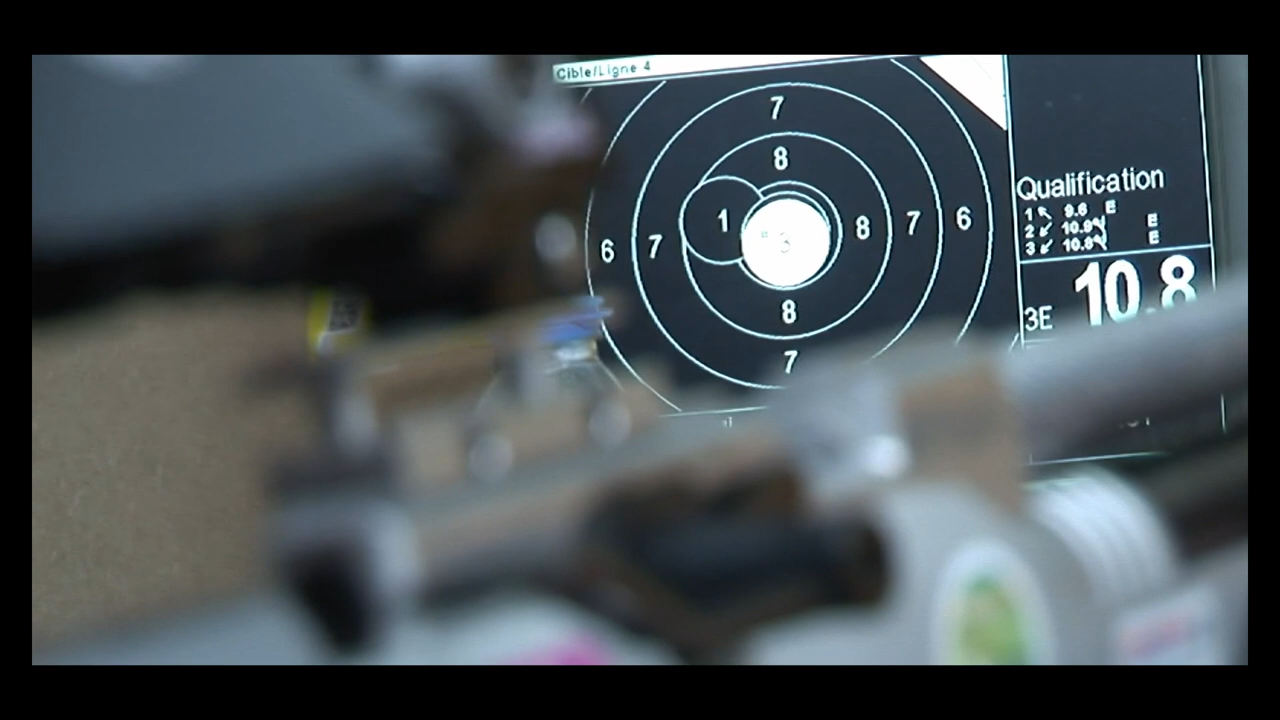 Cible/Ligne 4
7
8
1
6 7 3 8 7 6
8
7
Qualification
1 9.6 E
2 10.9 E
3 10.8 E
3E 10.8